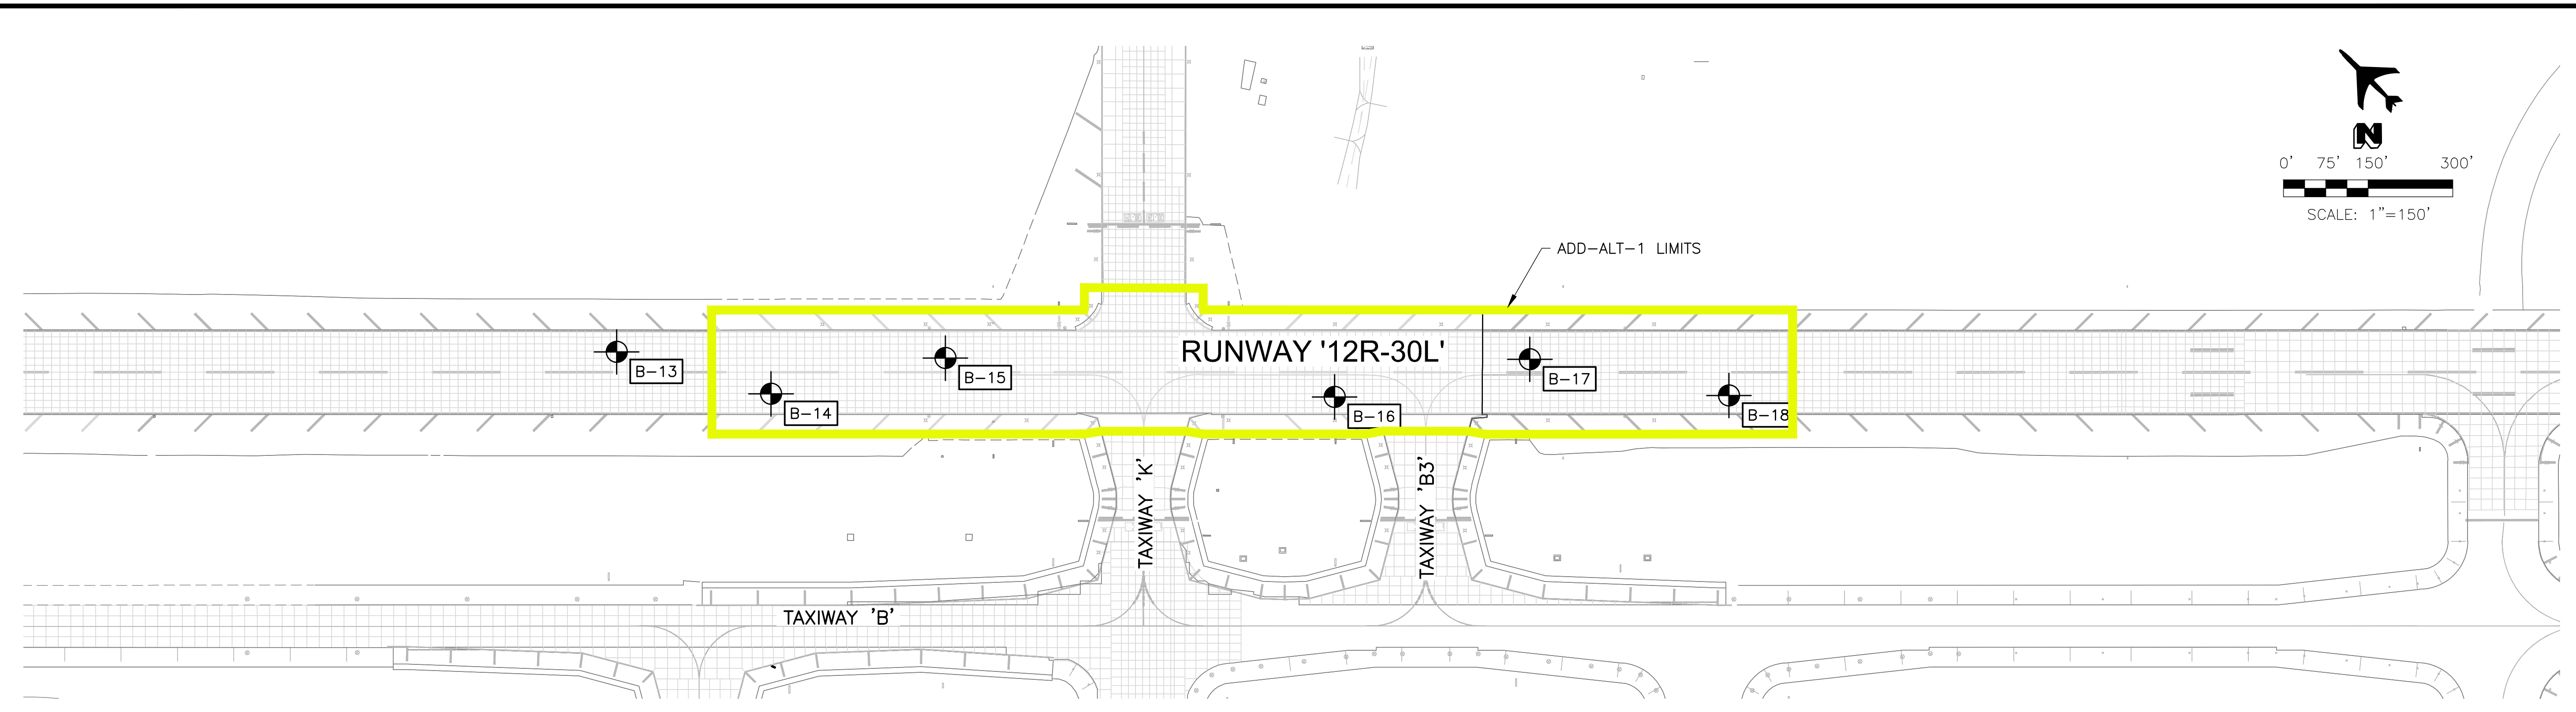 N
0' 75' 150' 300'
SCALE: 1"=150'
ADD-ALT-1 LIMITS
RUNWAY '12R-30L'
B-13
B-14
B-15
B-16
B-17
B-18
TAXIWAY 'K'
TAXIWAY 'B3'
TAXIWAY 'B'